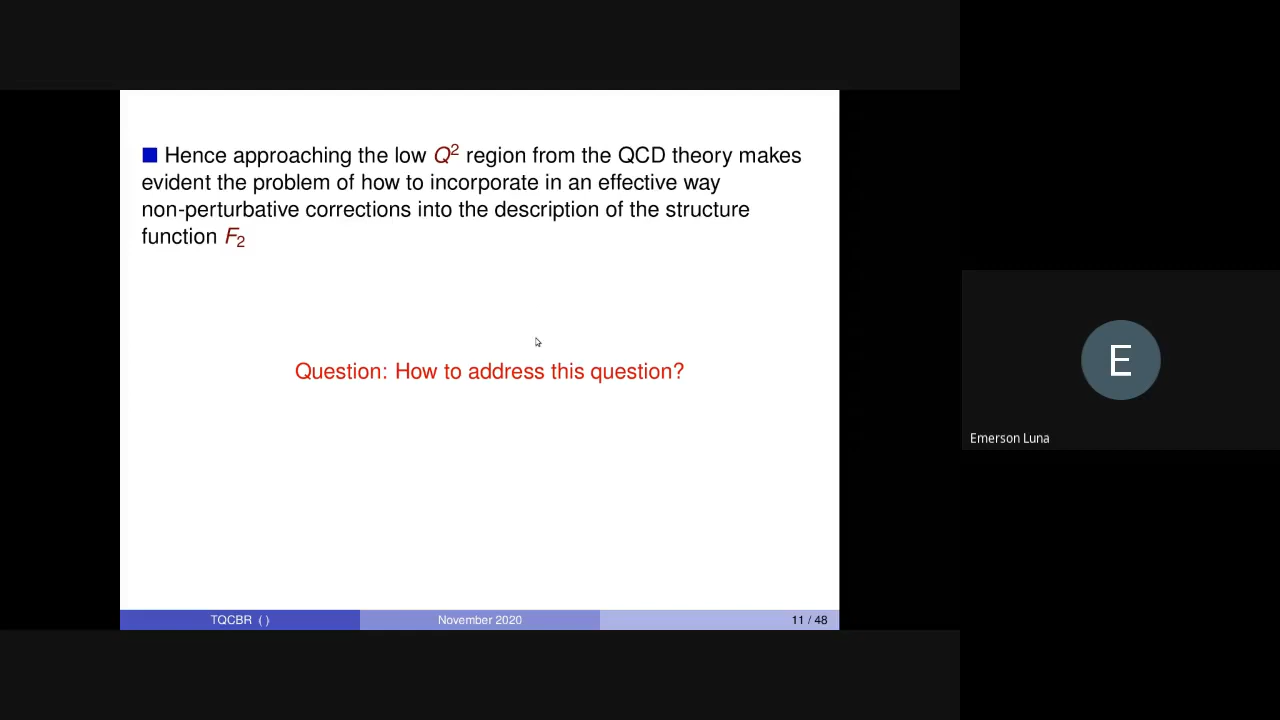 Hence approaching the low Q² region from the QCD theory makes
evident the problem of how to incorporate in an effective way
non-perturbative corrections into the description of the structure
function F₂
Question: How to address this question?
TQCBR ( )
November 2020
11 / 48
E
Emerson Luna